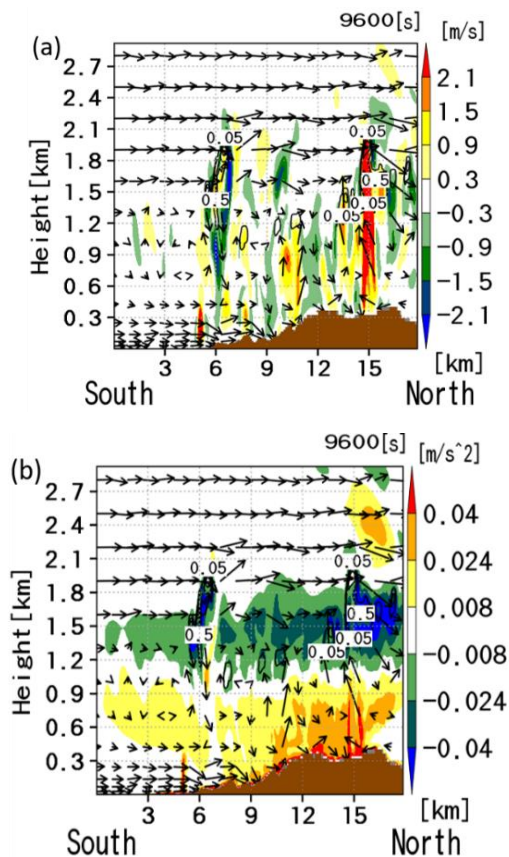 (a)
9600[s]
[m/s]
Height[km]
2.7
2.4
2.1
1.8
1.5
1.2
0.9
0.6
0.3
0.05
0.5
0.05
0.5
0.05
0.05
2.1
1.5
0.9
0.3
-0.3
-0.9
-1.5
-2.1
3 6 9 12 15
[km]
South
North
(b)
9600[s]
[m/s^2]
Height[km]
2.7
2.4
2.1
1.8
1.5
1.2
0.9
0.6
0.3
0.05
0.5
0.05
0.5
0.05
0.05
0.04
0.024
0.008
-0.008
-0.024
-0.04
3 6 9 12 15
[km]
South
North